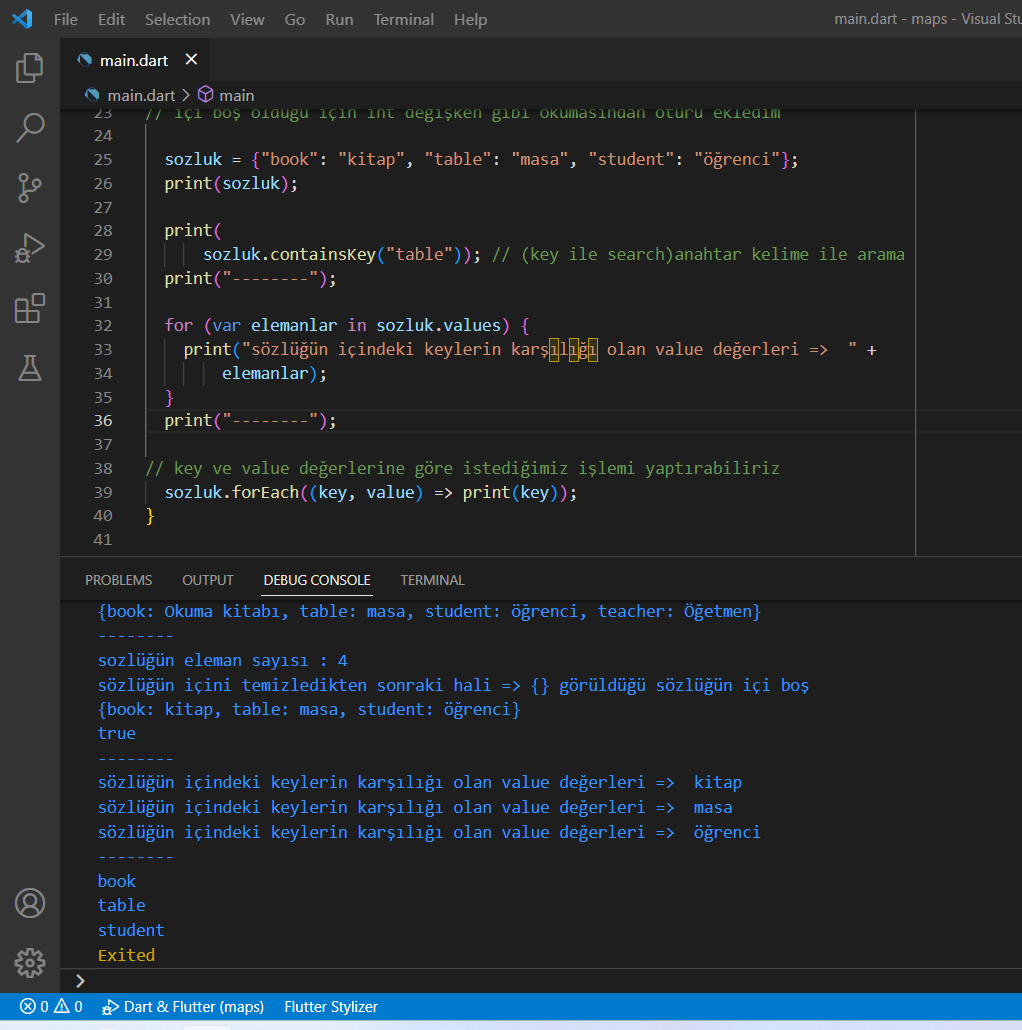 File Edit Selection View Go Run Terminal Help main.dart - maps - Visual Stu
main.dart ×
main.dart > main
23 // içi boş olduğu için int değişken gibi okumasından ötürü ekledim
24
25 sozluk = {"book": "kitap", "table": "masa", "student": "öğrenci"};
26 print(sozluk);
27
28 print(
29 sozluk.containsKey("table")); // (key ile search)anahtar kelime ile arama
30 print("--------");
31
32 for (var elemanlar in sozluk.values) {
33 print("sözlüğün içindeki keylerin karşılığı olan value değerleri =>  " +
34 elemanlar);
35 }
36 print("--------");
37
38 // key ve value değerlerine göre istediğimiz işlemi yaptırabiliriz
39 sozluk.forEach((key, value) => print(key));
40 }
41
PROBLEMS OUTPUT DEBUG CONSOLE TERMINAL
{book: Okuma kitabı, table: masa, student: öğrenci, teacher: Öğetmen}
--------
sozlüğün eleman sayısı : 4
sözlüğün içini temizledikten sonraki hali => {} görüldüğü sözlüğün içi boş
{book: kitap, table: masa, student: öğrenci}
true
--------
sözlüğün içindeki keylerin karşılığı olan value değerleri =>  kitap
sözlüğün içindeki keylerin karşılığı olan value değerleri =>  masa
sözlüğün içindeki keylerin karşılığı olan value değerleri =>  öğrenci
--------
book
table
student
Exited
>
0 0 Dart & Flutter (maps) Flutter Stylizer